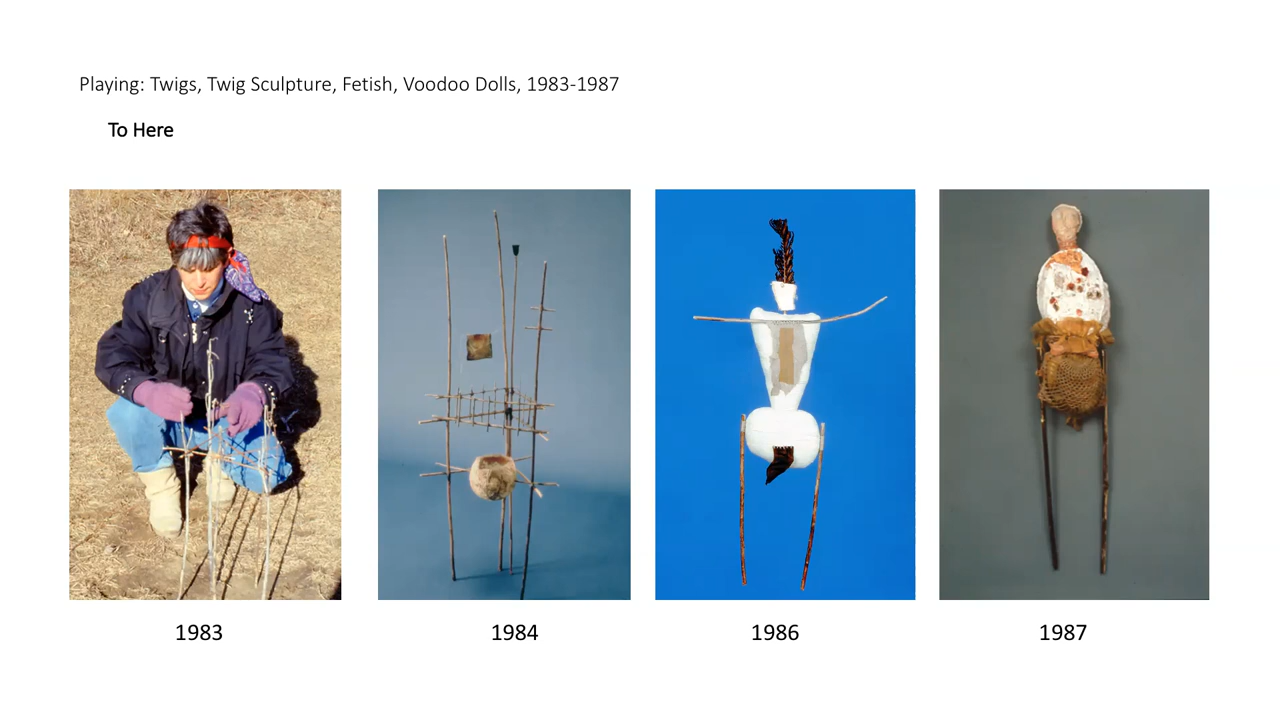 Playing: Twigs, Twig Sculpture, Fetish, Voodoo Dolls, 1983-1987
To Here
1983
1984
1986
1987